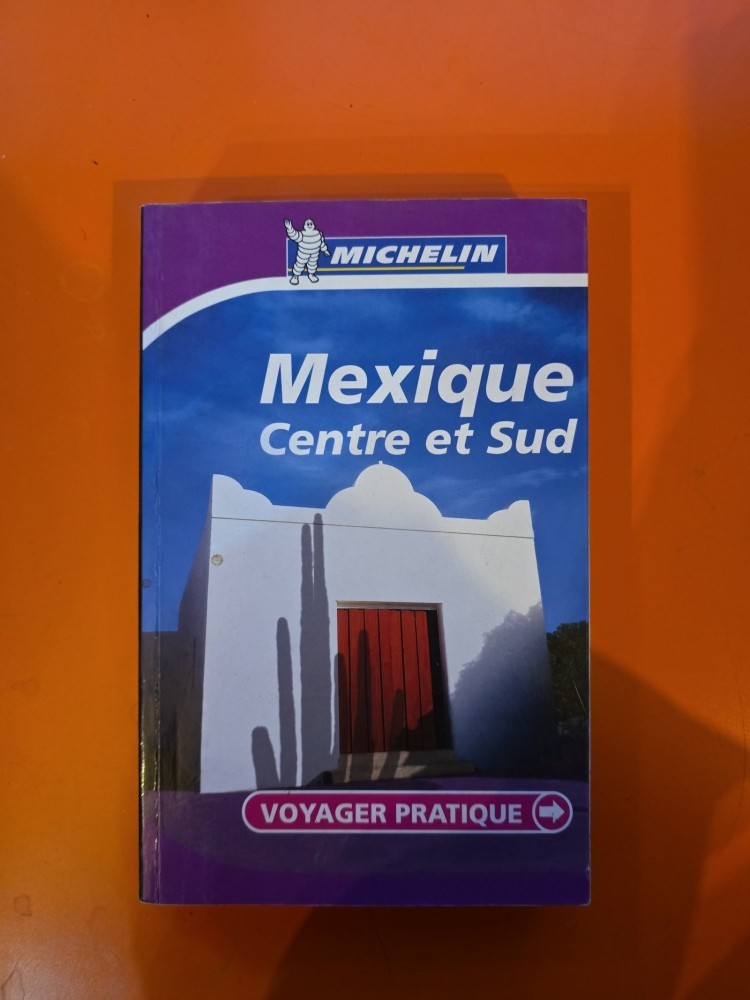 MICHELIN
Mexique
Centre et Sud
VOYAGER PRATIQUE